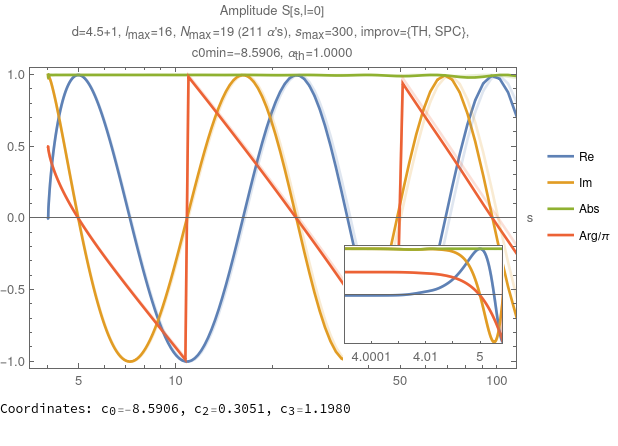 Amplitude S[s,l=0]
d=4.5+1, lmax=16, Nmax=19 (211 α's), smax=300, improv={TH, SPC},
c0min=−8.5906, αth=1.0000
1.0
0.5
0.0
−0.5
−1.0
s
Re
Im
Abs
Arg/π
4.0001 4.01 5
5 10 50 100
Coordinates: c0=-8.5906, c2=0.3051, c3=1.1980